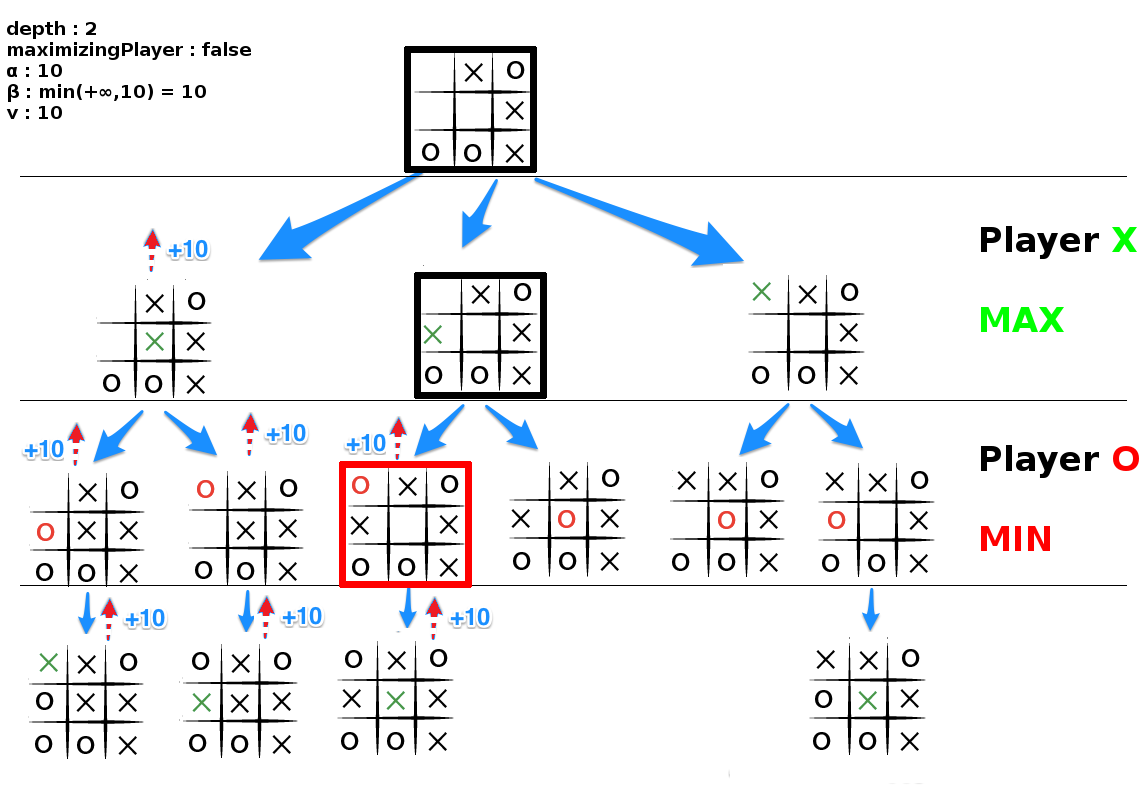 depth : 2
maximizingPlayer : false
α : 10
β : min(+∞,10) = 10
v : 10
X O
X
O O X
Player X
MAX
+10
X O
X X
O O X
X O
X X
O O X
X X O
X
O O X
Player O
MIN
+10
+10
+10
X O
O X X
O O X
O X O
X X
O O X
O X O
X X
O O X
X O
X O X
O O X
X X O
O X
O O X
X X O
O X
O O X
+10
+10
+10
X X O
O X X
O O X
O X O
X X X
O O X
O X O
X X X
O O X
X X O
O X X
O O X